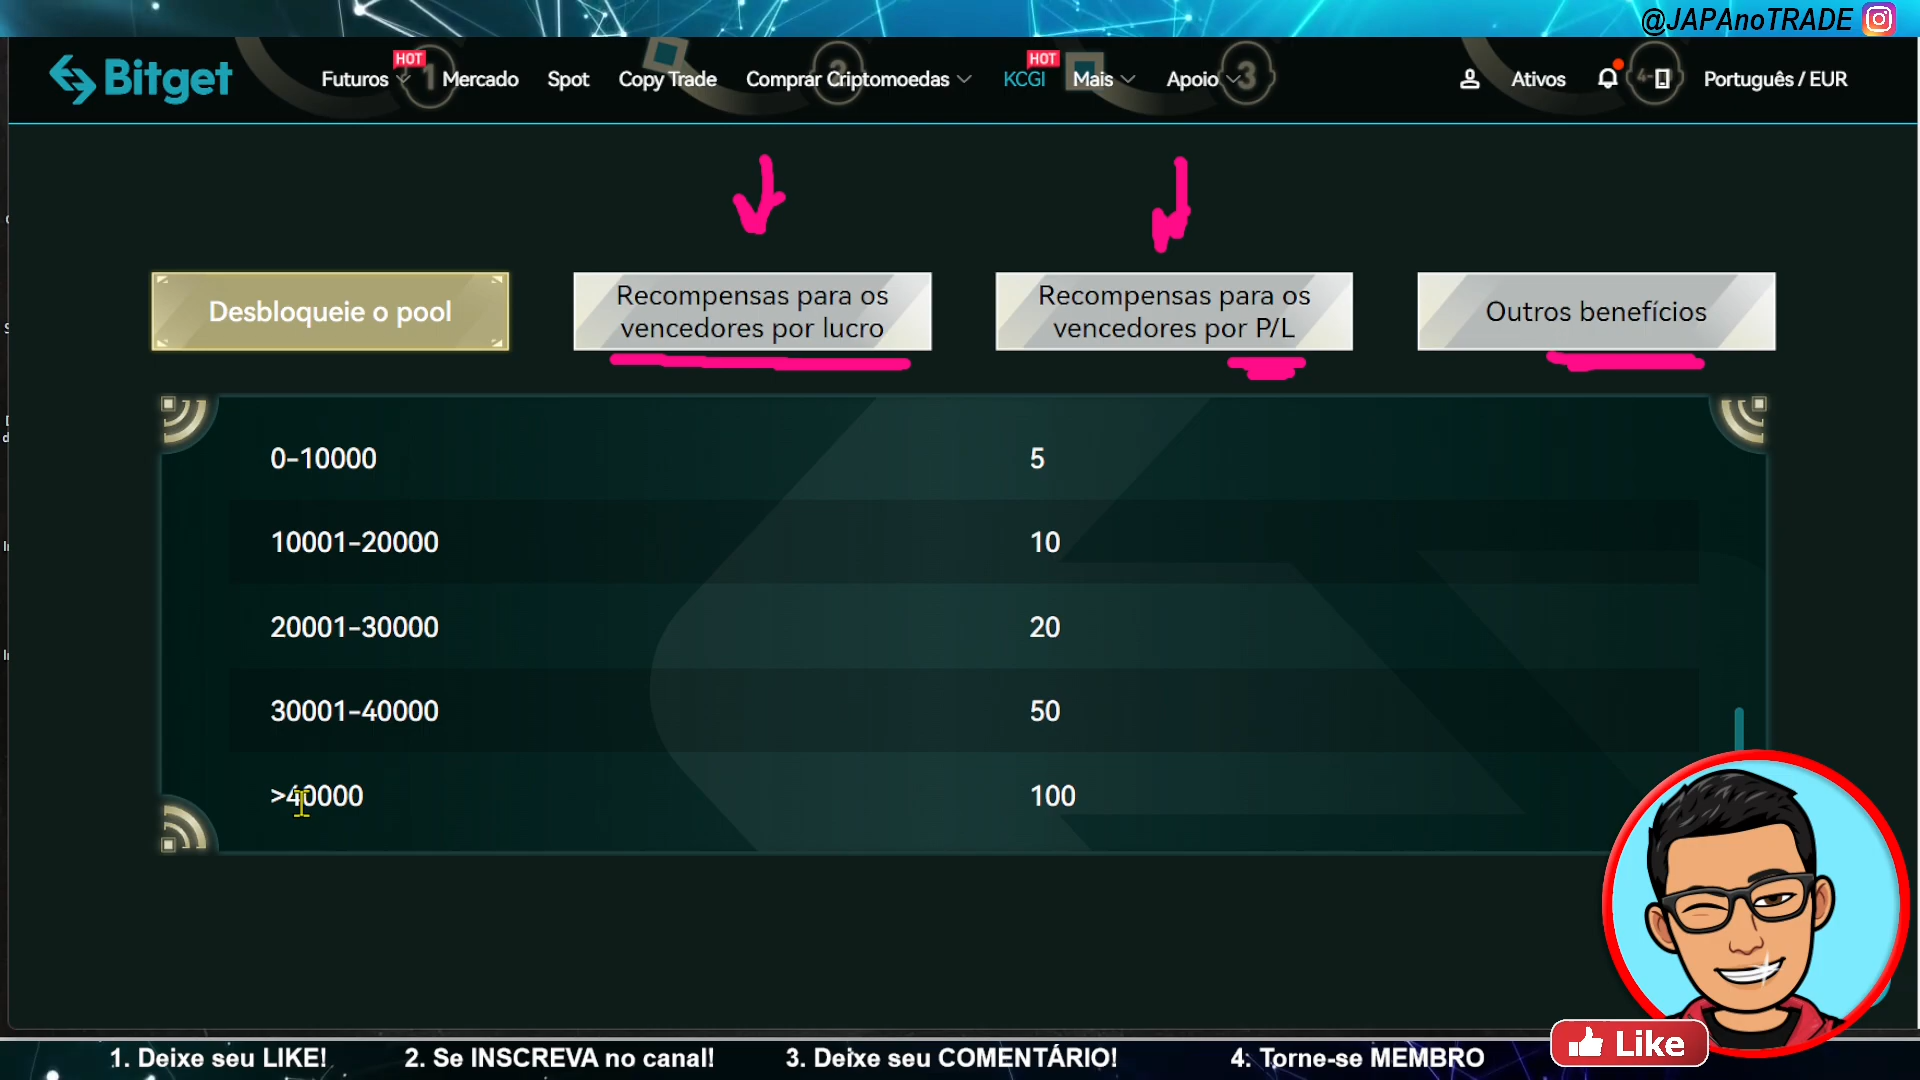 @JAPAnoTRADE
Bitget
Futuros HOT Mercado Spot Copy Trade Comprar Criptomoedas KCGI HOT Mais Apoio Ativos Português / EUR
Desbloqueie o pool
Recompensas para os
vencedores por lucro
Recompensas para os
vencedores por P/L
Outros benefícios
0-10000 5
10001-20000 10
20001-30000 20
30001-40000 50
>40000 100
Like
1. Deixe seu LIKE! 2. Se INSCREVA no canal! 3. Deixe seu COMENTÁRIO! 4: Torne-se MEMBRO